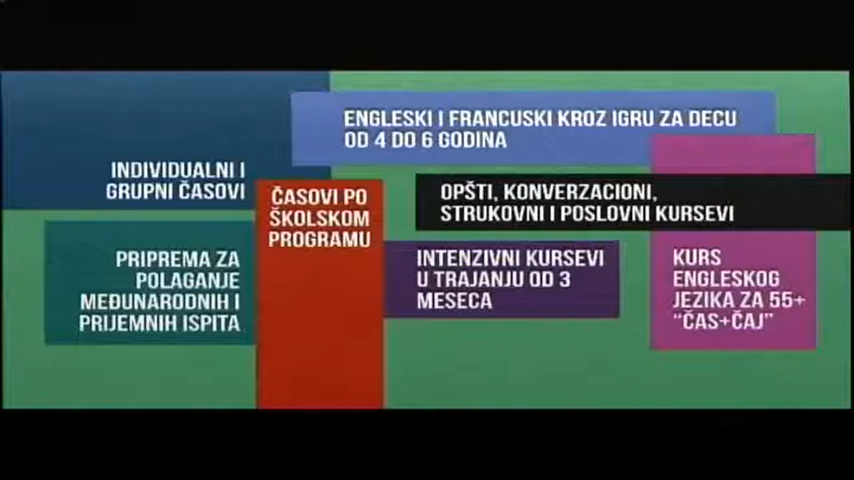 ENGLESKI I FRANCUSKI KROZ IGRU ZA DECU
OD 4 DO 6 GODINA
INDIVIDUALNI I
GRUPNI ČASOVI
ČASOVI PO
ŠKOLSKOM
PROGRAMU
OPŠTI, KONVERZACIONI,
STRUKOVNI I POSLOVNI KURSEVI
PRIPREMA ZA
POLAGANJE
MEĐUNARODNIH I
PRIJEMNIH ISPITA
INTENZIVNI KURSEVI
U TRAJANJU OD 3
MESECA
KURS
ENGLESKOG
JEZIKA ZA 55+
“ČAS+ČAJ”